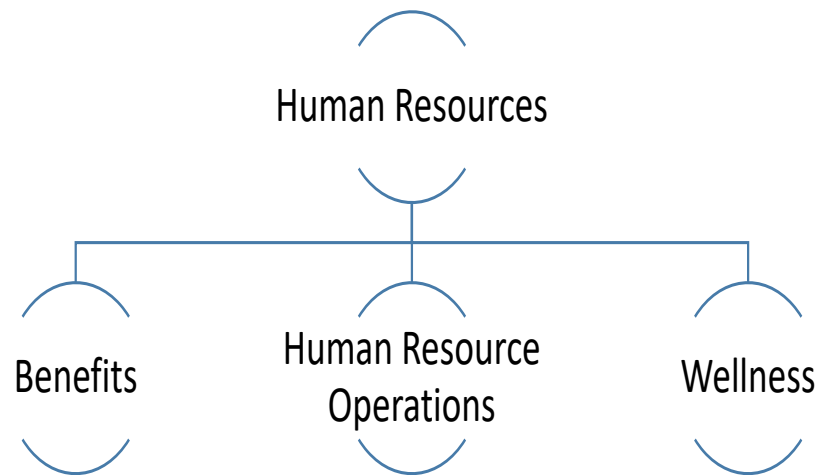 Human Resources
Benefits
Human Resource
Operations
Wellness